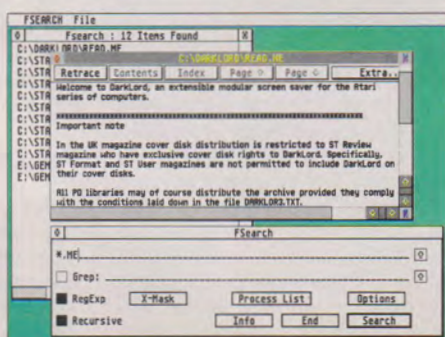 FSEARCH File
Fsearch : 12 Items Found
C:\DARKLORD\READ.ME
C:\STA
C:\STA
C:\STA
C:\STA
C:\STA
C:\STA
C:\STA
C:\STA
C:\STA
E:\GEM
E:\GEM
C:\DARKLORD\READ.ME
Retrace Contents Index Page Page Extra..
Welcome to DarkLord, an extensible modular screen saver for the Atari
series of computers.
Important note
In the UK magazine cover disk distribution is restricted to ST Review
magazine who have exclusive cover disk rights to DarkLord. Specifically,
ST Format and ST User magazines are not permitted to include DarkLord on
their cover disks.
All PD libraries may of course distribute the archive provided they comply
with the conditions laid down in the file DARKLOR3.TXT.
FSearch
*.ME
Grep:
RegExp X-Mask Process List Options
Recursive Info End Search